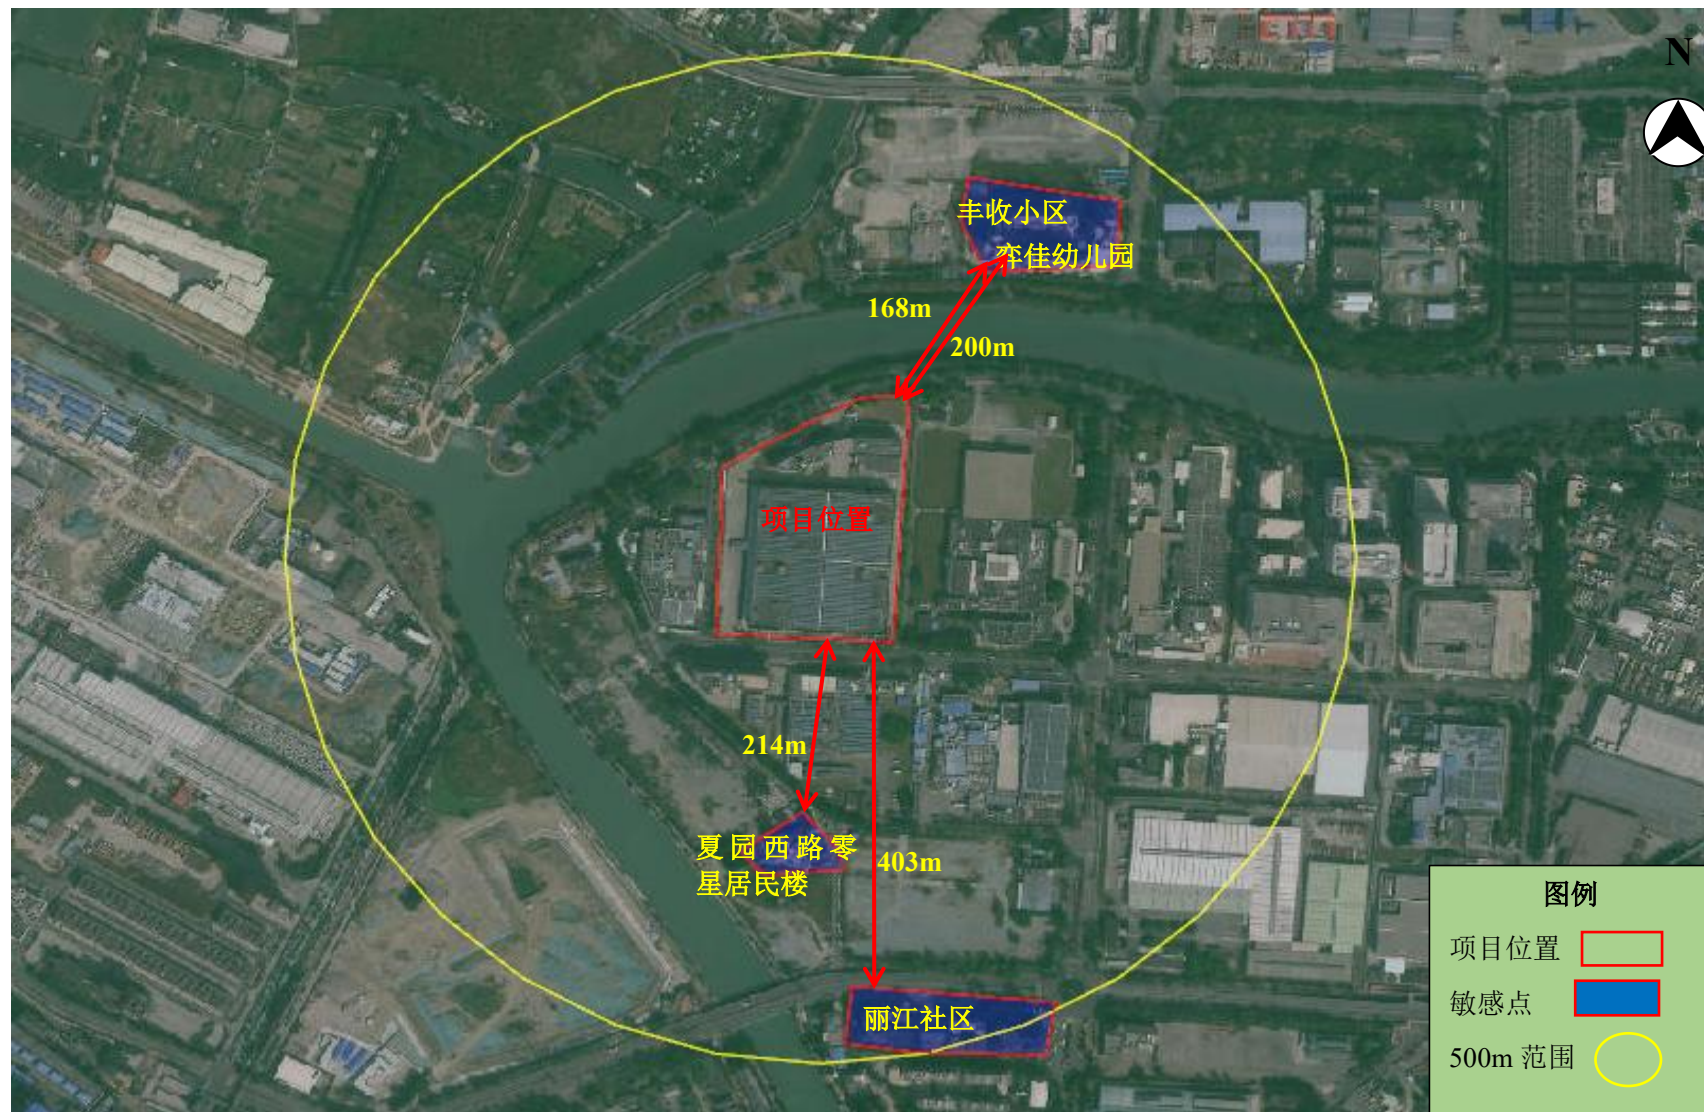 N
丰收小区
弈佳幼儿园
168m
200m
项目位置
214m
夏园西路零
星居民楼
403m
丽江社区
图例
项目位置
敏感点
500m 范围